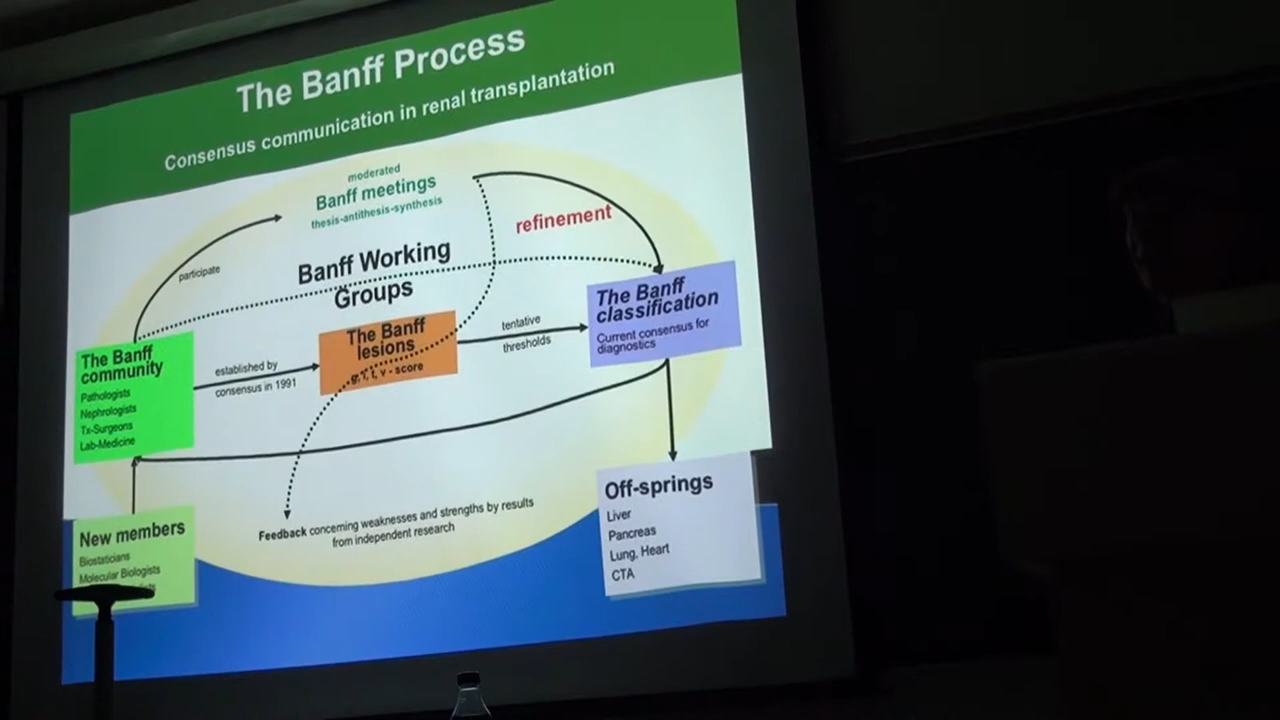 The Banff Process
Consensus communication in renal transplantation
moderated
Banff meetings
thesis-antithesis-synthesis
refinement
participate
Banff Working
Groups
The Banff
classification
Current consensus for
diagnostics
The Banff
lesions
g, i, t, v - score
tentative
thresholds
The Banff
community
Pathologists
Nephrologists
Tx-Surgeons
Lab-Medicine
established by
consensus in 1991
Off-springs
Liver
Pancreas
Lung, Heart
CTA
Feedback concerning weaknesses and strengths by results
from independent research
New members
Biostaticians
Molecular Biologists